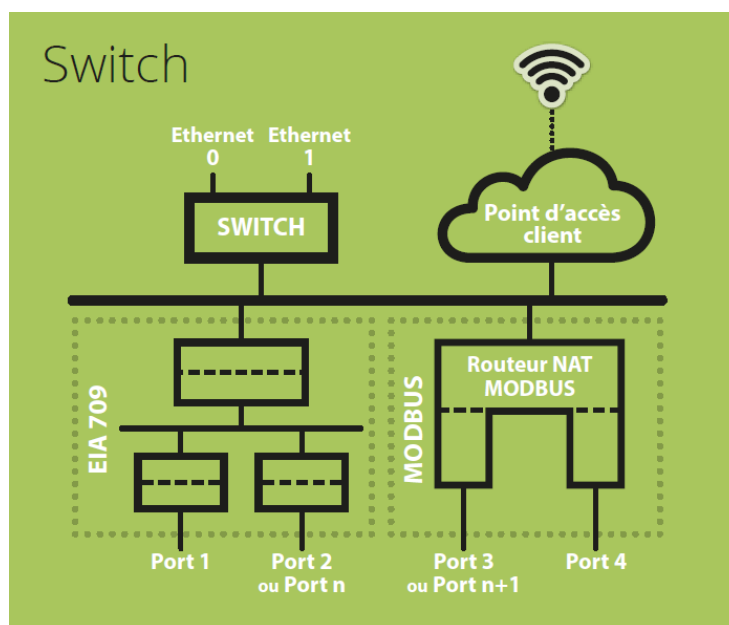 Switch
Ethernet Ethernet
0 1
SWITCH
Point d'accès
client
EIA 709
MODBUS
Routeur NAT
MODBUS
Port 1
Port 2
ou Port n
Port 3
ou Port n+1
Port 4